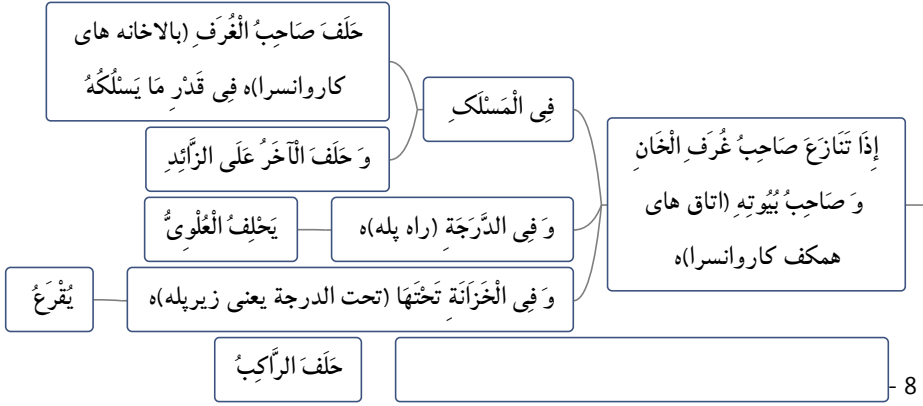 إِذَا تَنَازَعَ صَاحِبُ غُرَفِ الْخَانِ
وَ صَاحِبُ بُيُوتِهِ (اتاق های
همکف کاروانسرا)ه
فِی الْمَسْلَکِ
حَلَفَ صَاحِبُ الْغُرَفِ (بالاخانه های
کاروانسرا)ه فِی قَدْرِ مَا يَسْلُكُهُ
وَ حَلَفَ الْآخَرُ عَلَى الزَّائِدِ
وَ فِی الدَّرَجَةِ (راه پله)ه
يَحْلِفُ الْعُلْوِیُّ
وَ فِی الْخَزَانَةِ تَحْتَهَا (تحت الدرجة یعنی زیرپله)ه
يُقْرَعُ
8 -
حَلَفَ الرَّاكِبُ